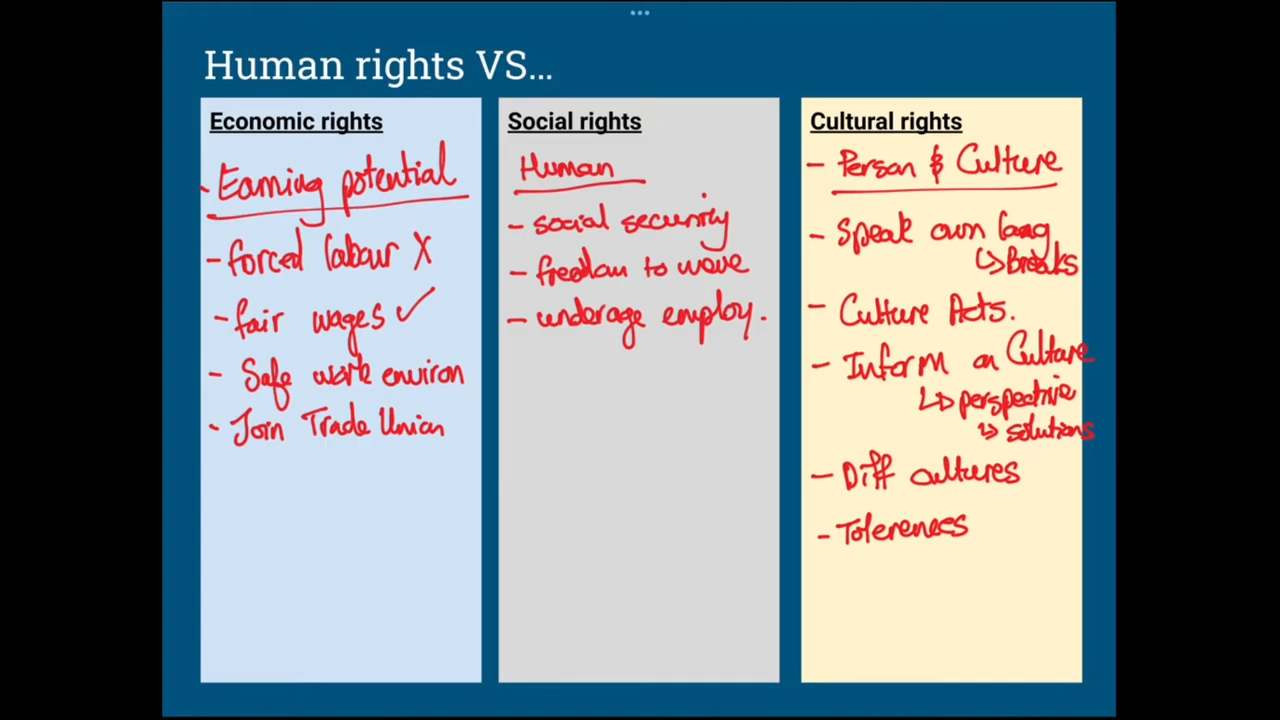 Human rights VS...
Economic rights
- Earning potential
- forced labour X
- fair wages ✓
- Safe work environ
- Join Trade Union
Social rights
Human
- social security
- freedom to move
- underage employ.
Cultural rights
- Person & Culture
- Speak own lang
↳ Breaks
- Culture Acts.
- Inform on Culture
↳ perspective
↳ solutions
- Diff cultures
- Tolerences